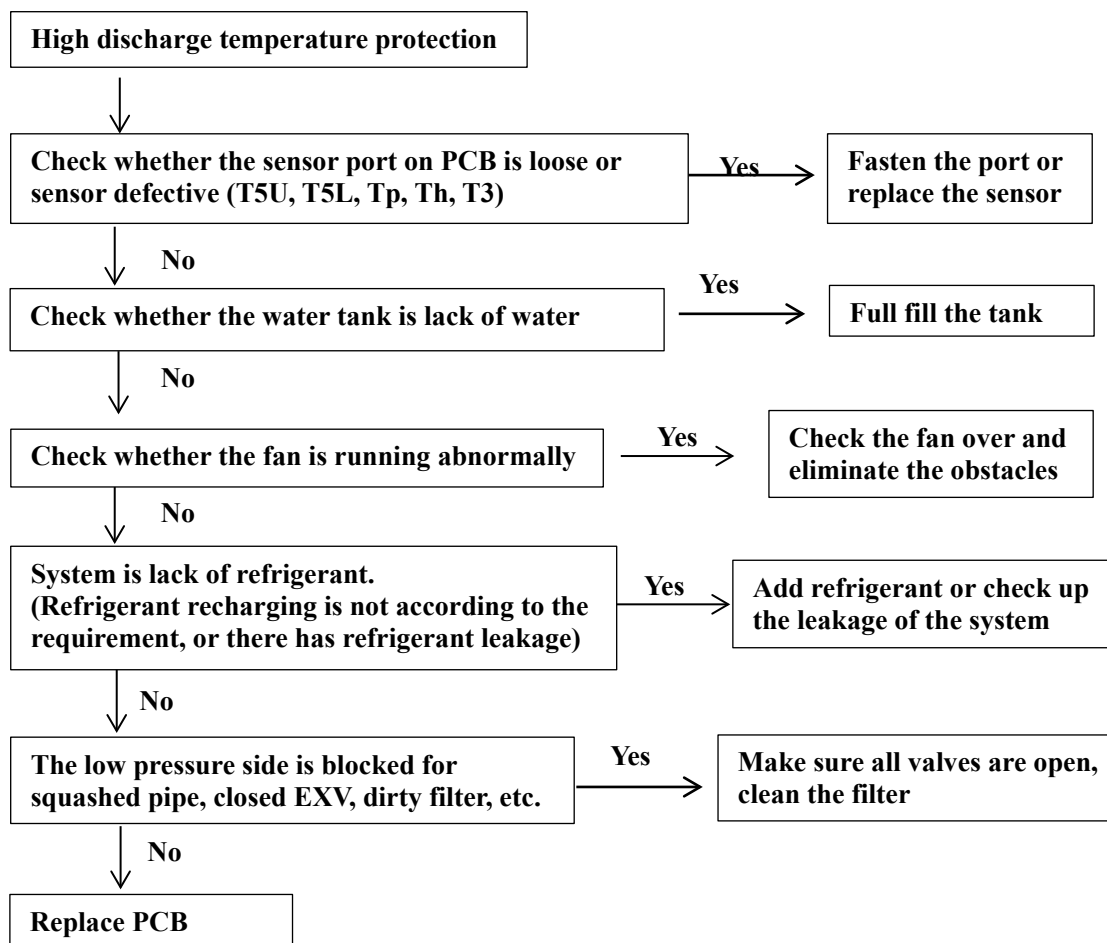 High discharge temperature protection
Check whether the sensor port on PCB is loose or
sensor defective (T5U, T5L, Tp, Th, T3)
Yes
Fasten the port or
replace the sensor
No
Check whether the water tank is lack of water
Yes
Full fill the tank
No
Check whether the fan is running abnormally
Yes
Check the fan over and
eliminate the obstacles
No
System is lack of refrigerant.
(Refrigerant recharging is not according to the
requirement, or there has refrigerant leakage)
Yes
Add refrigerant or check up
the leakage of the system
No
The low pressure side is blocked for
squashed pipe, closed EXV, dirty filter, etc.
Yes
Make sure all valves are open,
clean the filter
No
Replace PCB